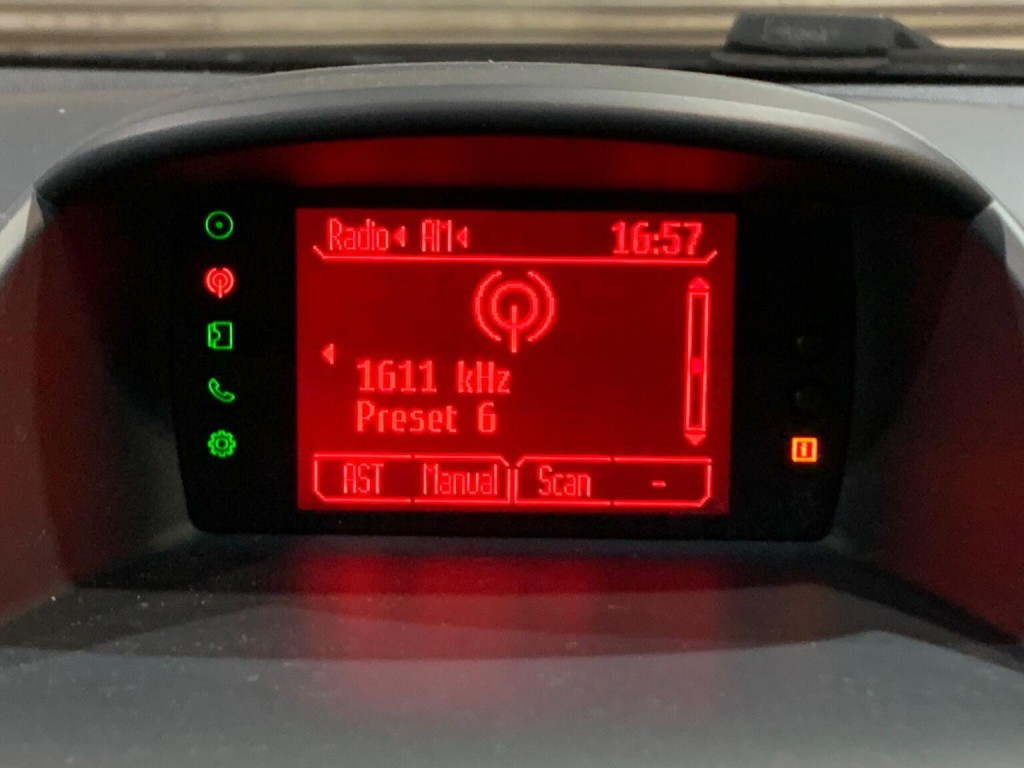 Radio AM 16:57
1611 kHz
Preset 6
AST Manual Scan -
i